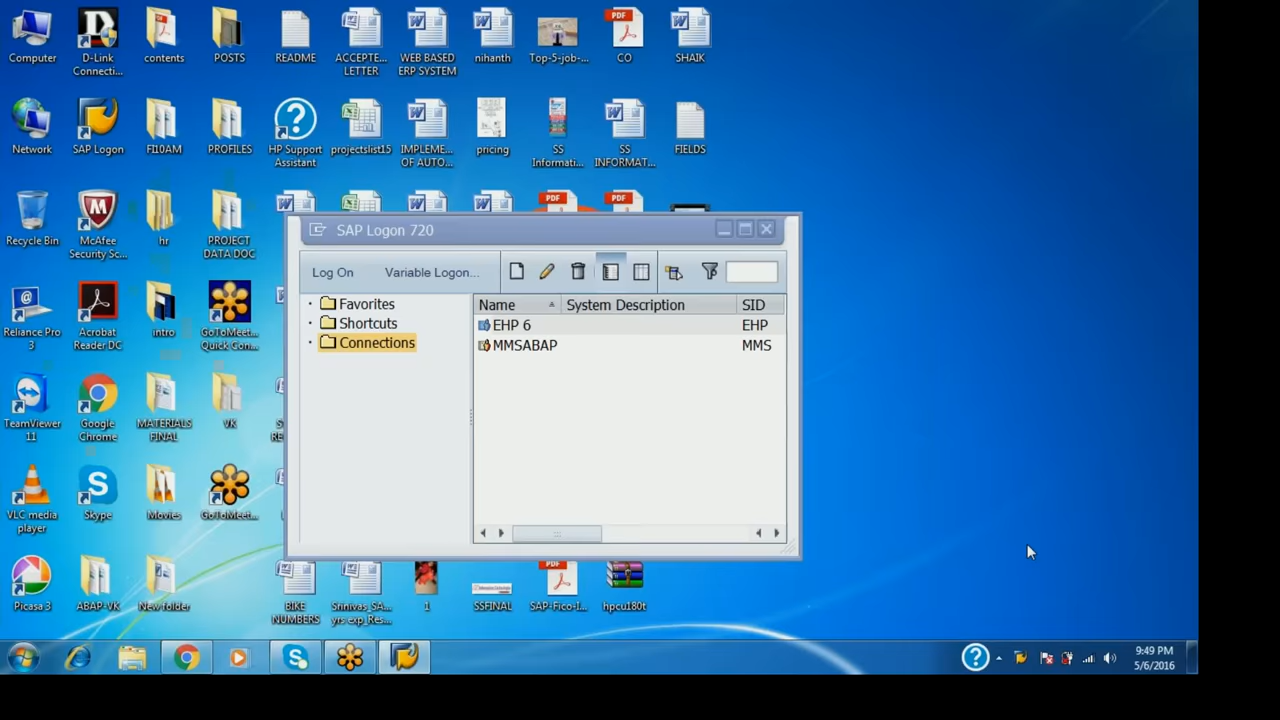 Computer
D-Link
Connecti...
contents
POSTS
README
ACCEPTE...
LETTER
WEB BASED
ERP SYSTEM
nihanth
Top-5-job-...
PDF
CO
SHAIK
Network
SAP Logon
FI10AM
PROFILES
HP Support
Assistant
projectslist15
IMPLEME...
OF AUTO...
pricing
SS
Informati...
SS
INFORMAT...
FIELDS
Recycle Bin
McAfee
Security Sc...
hr
PROJECT
DATA DOC
PDF
PDF
SAP Logon 720
Log On
Variable Logon...
Favorites
Shortcuts
Connections
Name
System Description
SID
EHP 6
EHP
MMSABAP
MMS
Reliance Pro
3
Acrobat
Reader DC
intro
GoToMeet...
Quick Con...
TeamViewer
11
Google
Chrome
MATERIALS
FINAL
VK
VLC media
player
Skype
Movies
GoToMeet...
Picasa 3
ABAP-VK
New folder
BIKE
NUMBERS
Srinivas_SA...
yrs exp_Res...
1
SSFINAL
PDF
SAP-Fico-I...
hpcu180t
9:49 PM
5/6/2016